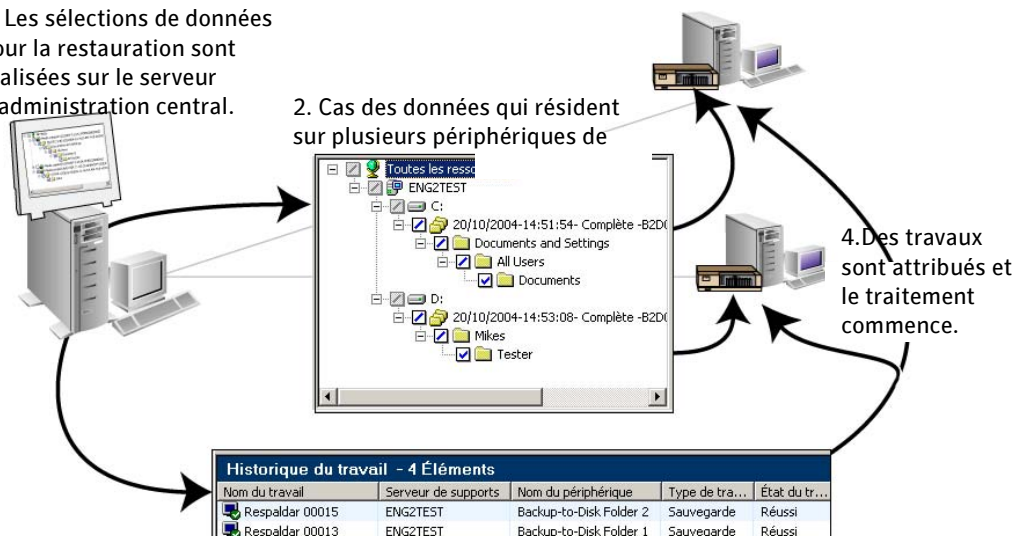 Les sélections de données
our la restauration sont
alisées sur le serveur
administration central.
2. Cas des données qui résident
sur plusieurs périphériques de
Toutes les resso
ENG2TEST
C:
20/10/2004-14:51:54- Complète -B2D
Documents and Settings
All Users
Documents
D:
20/10/2004-14:53:08- Complète -B2D
Mikes
Tester
4.Des travaux
sont attribués et
le traitement
commence.
Historique du travail - 4 Éléments
Nom du travail Serveur de supports Nom du périphérique Type de tra... État du tr...
Respaldar 00015 ENG2TEST Backup-to-Disk Folder 2 Sauvegarde Réussi
Respaldar 00013 ENG2TEST Backup-to-Disk Folder 1 Sauvegarde Réussi